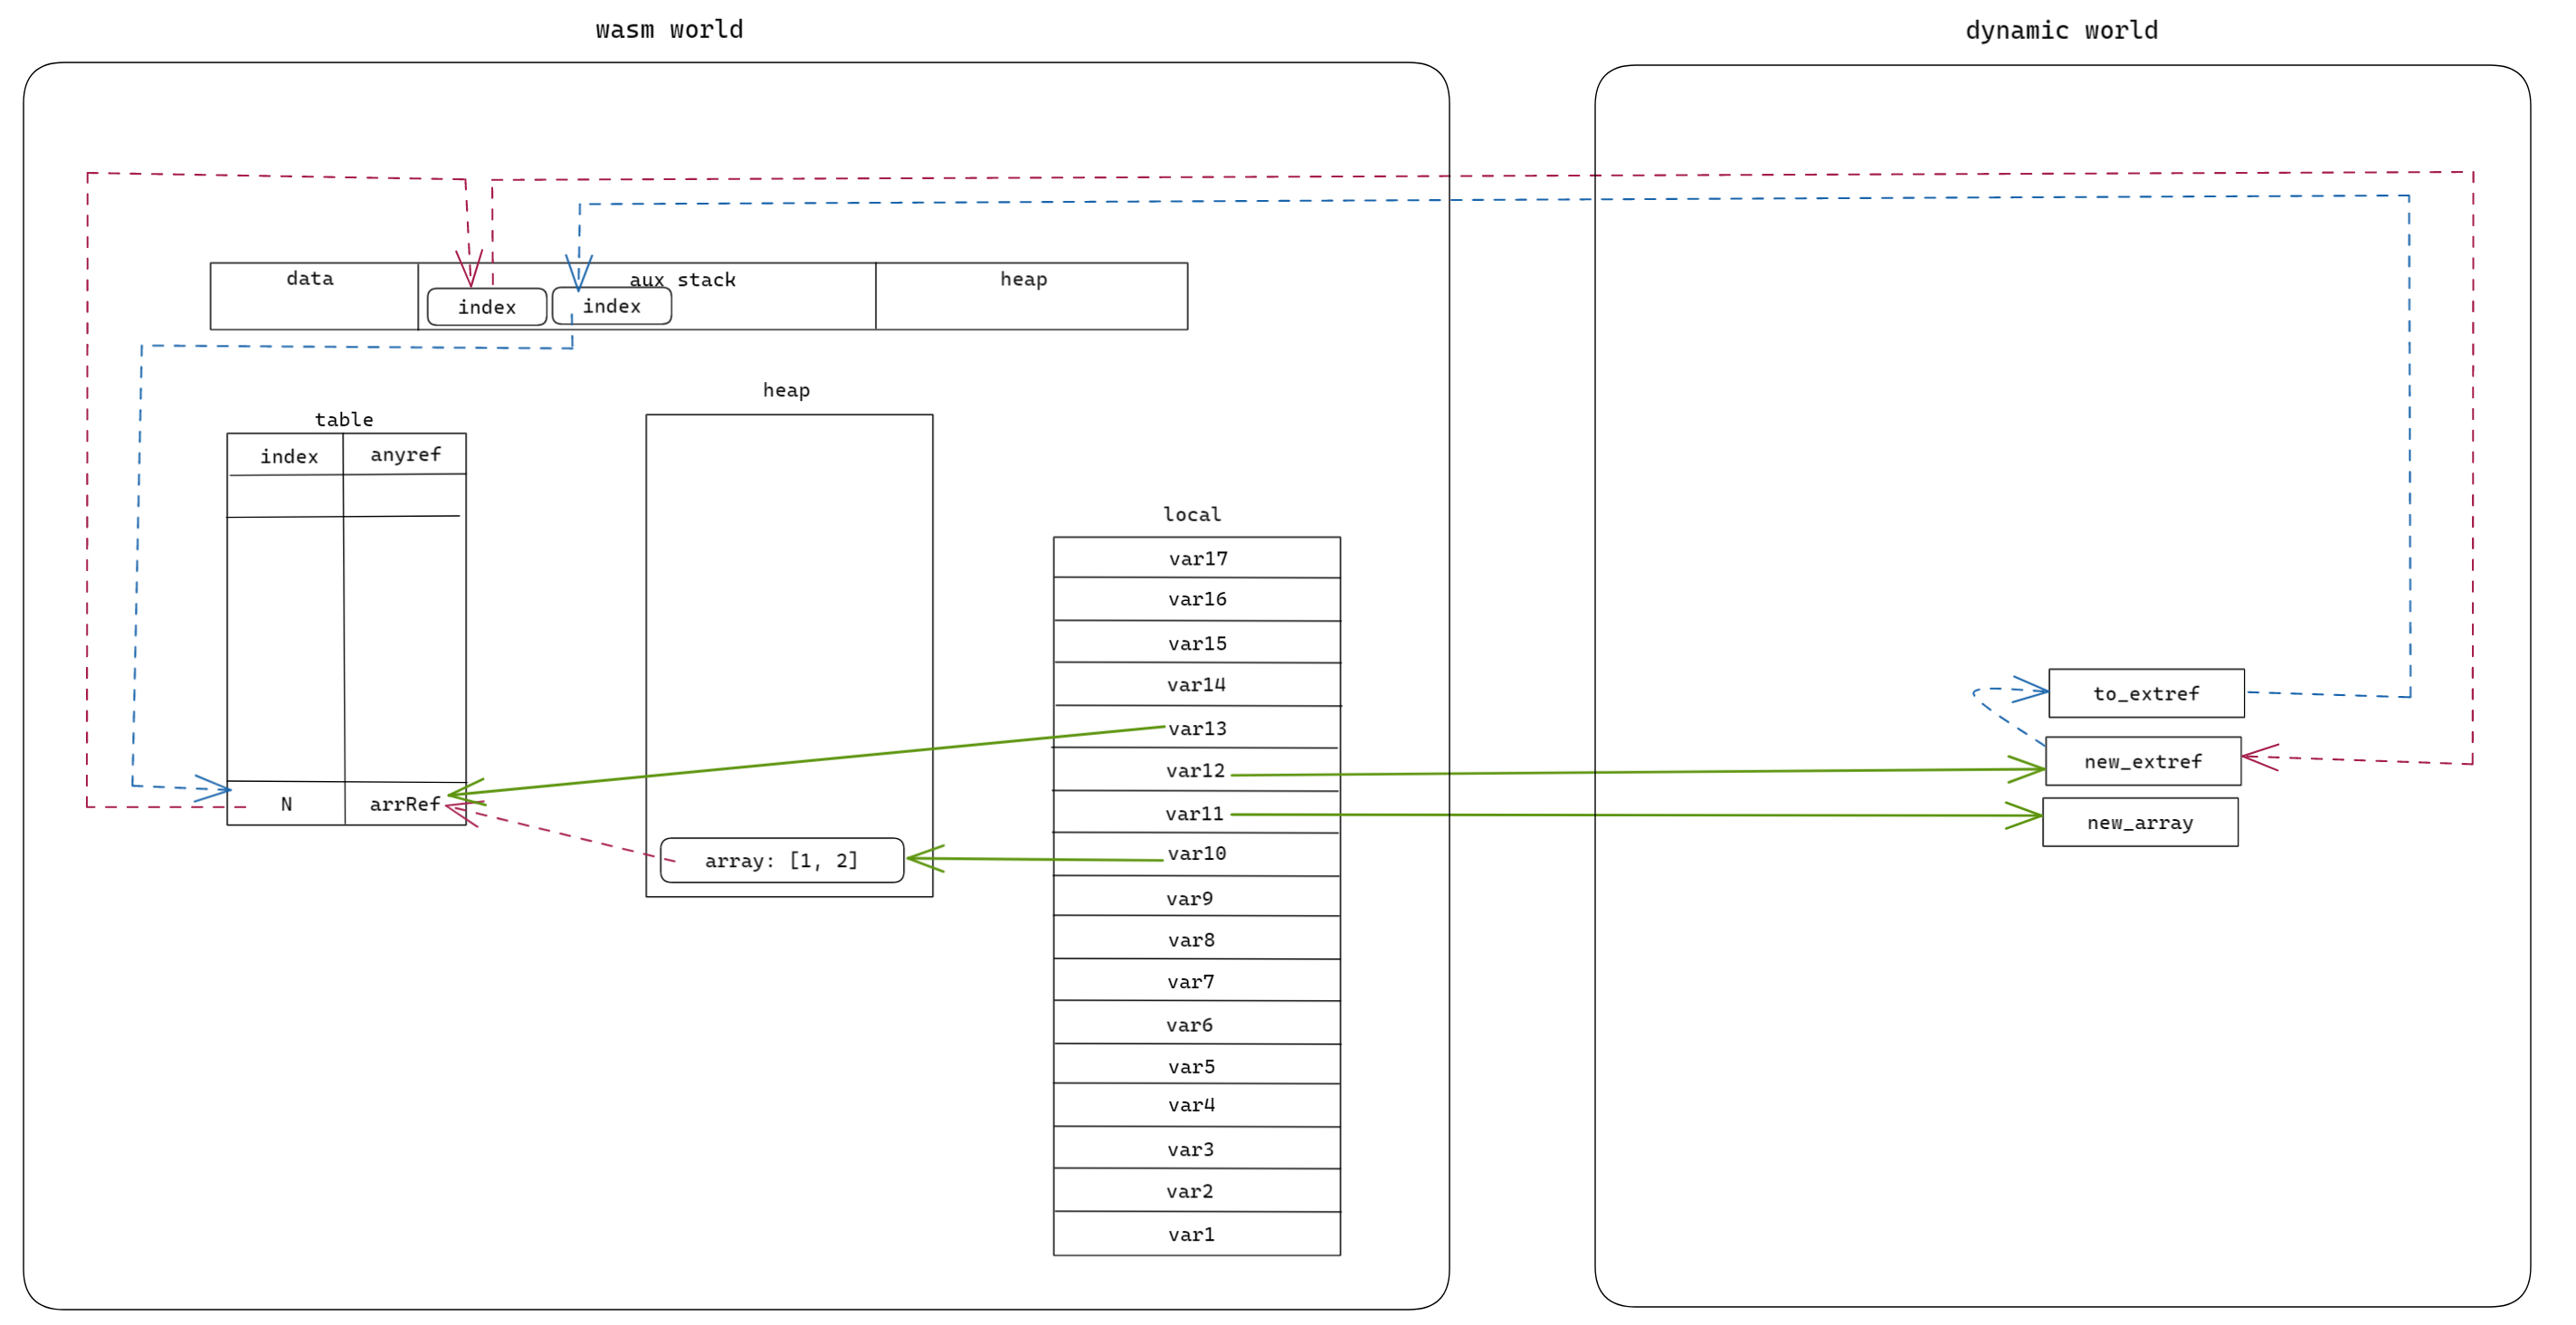 wasm world
dynamic world
data
aux stack
heap
index
index
heap
table
index
anyref
local
var17
var16
var15
var14
var13
var12
var11
var10
var9
var8
var7
var6
var5
var4
var3
var2
var1
N
arrRef
array: [1, 2]
to_extref
new_extref
new_array